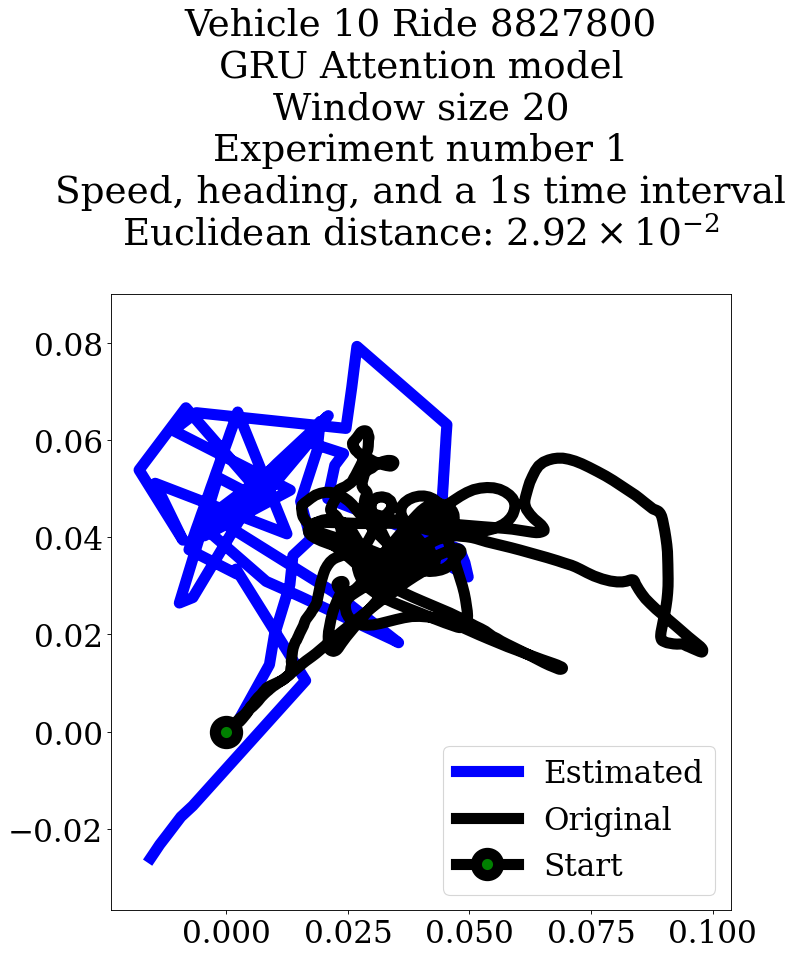 Vehicle 10 Ride 8827800
GRU Attention model
Window size 20
Experiment number 1
Speed, heading, and a 1s time interval
Euclidean distance: 2.92 × 10⁻²
0.08
0.06
0.04
0.02
0.00
−0.02
Estimated
Original
Start
0.000 0.025 0.050 0.075 0.100